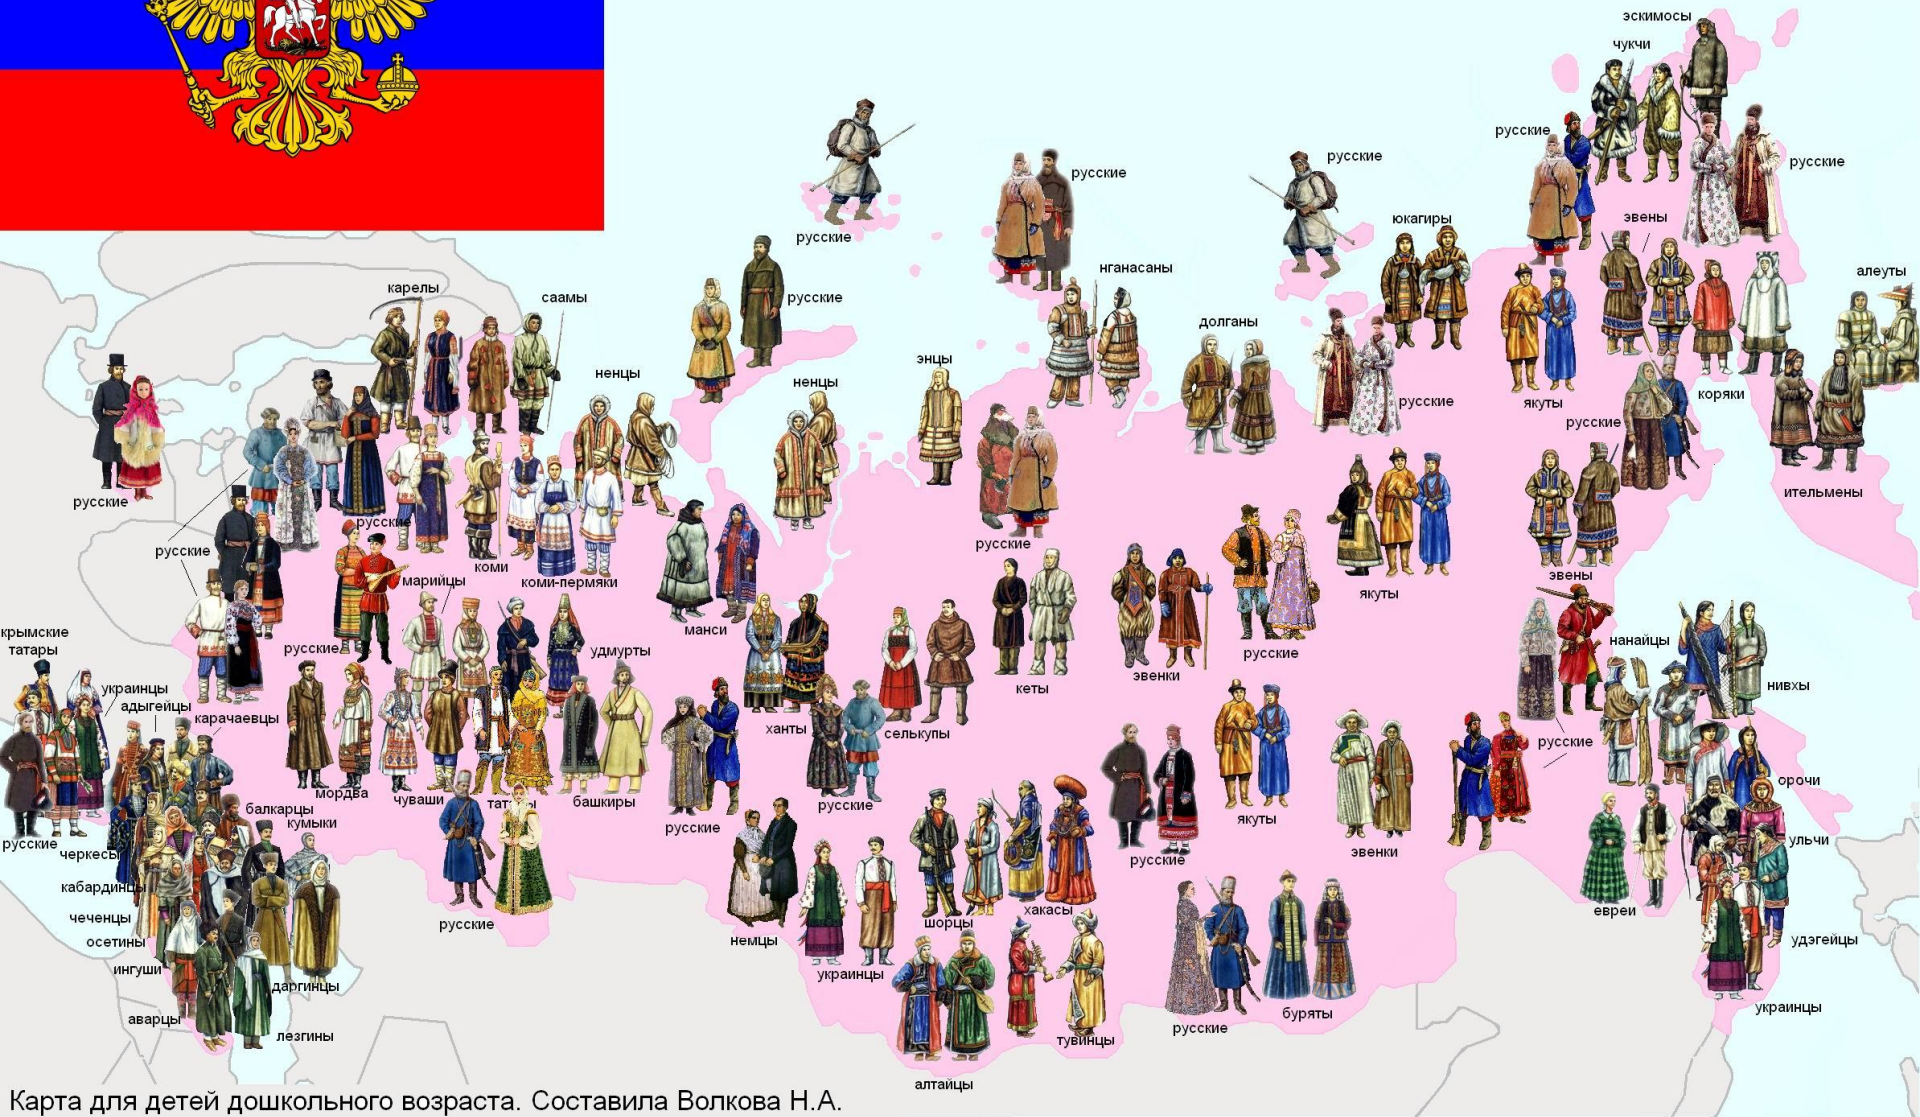 эскимосы
чукчи
русские
русские
русские
русские
русские
юкагиры
эвены
русские
нганасаны
алеуты
карелы
саамы
русские
долганы
энцы
ненцы
ненцы
русские
якуты
коряки
русские
русские
ительмены
русские
русские
русские
коми
марийцы
коми-пермяки
эвены
якуты
крымские
татары
русские
удмурты
манси
нанайцы
русские
эвенки
кеты
нивхы
украинцы
адыгейцы
карачаевцы
ханты
селькупы
русские
орочи
мордва
чуваши
татары
башкиры
русские
русские
балкарцы
кумыки
якуты
русские
черкесы
русские
эвенки
ульчи
кабардинцы
чеченцы
осетины
ингуши
русские
немцы
шорцы
хакасы
евреи
удэгейцы
украинцы
даргинцы
аварцы
лезгины
русские
буряты
украинцы
тувинцы
алтайцы
Карта для детей дошкольного возраста. Составила Волкова Н.А.